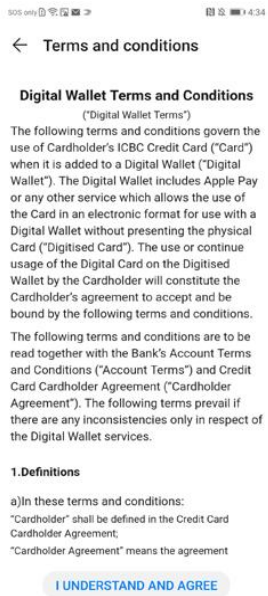 SOS only 4:34
← Terms and conditions
Digital Wallet Terms and Conditions
("Digital Wallet Terms")
The following terms and conditions govern the
use of Cardholder's ICBC Credit Card ("Card")
when it is added to a Digital Wallet ("Digital
Wallet"). The Digital Wallet includes Apple Pay
or any other service which allows the use of
the Card in an electronic format for use with a
Digital Wallet without presenting the physical
Card ("Digitised Card"). The use or continue
usage of the Digital Card on the Digitised
Wallet by the Cardholder will constitute the
Cardholder's agreement to accept and be
bound by the following terms and conditions.
The following terms and conditions are to be
read together with the Bank's Account Terms
and Conditions ("Account Terms") and Credit
Card Cardholder Agreement ("Cardholder
Agreement"). The following terms prevail if
there are any inconsistencies only in respect of
the Digital Wallet services.
1.Definitions
a)In these terms and conditions:
"Cardholder" shall be defined in the Credit Card
Cardholder Agreement;
"Cardholder Agreement" means the agreement
I UNDERSTAND AND AGREE